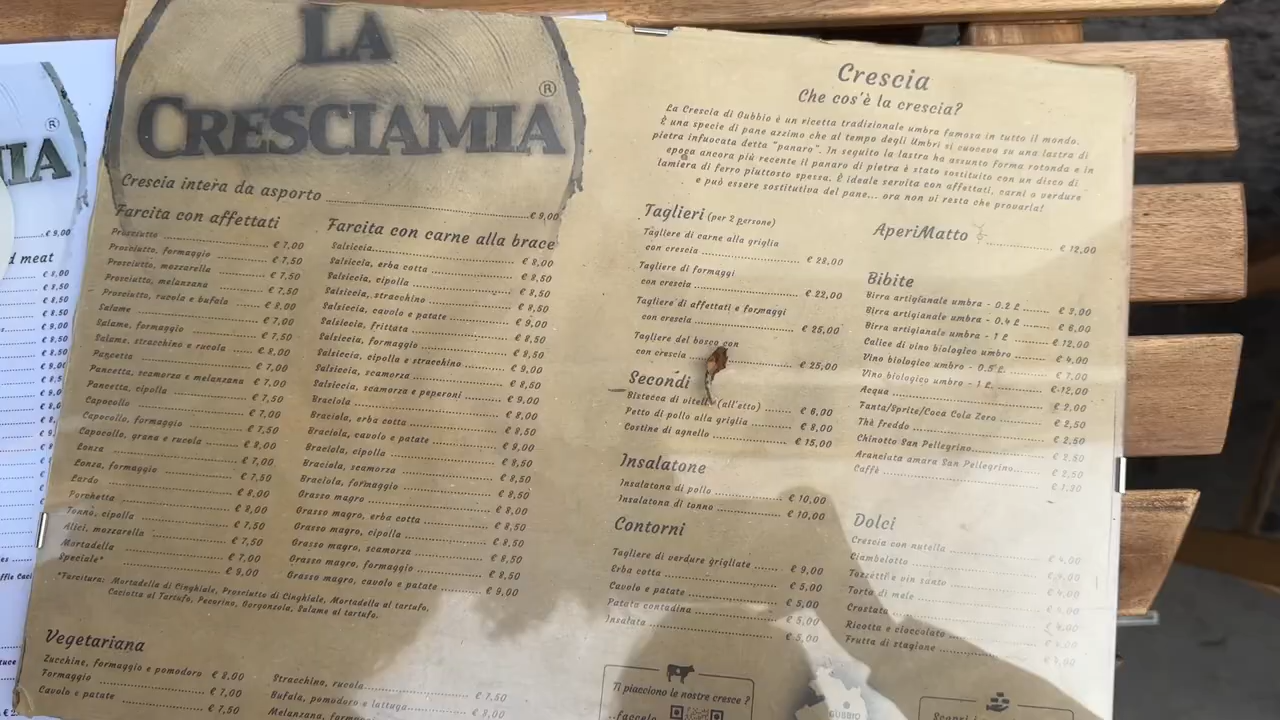 LA
CRESCIAMIA
®
Crescia intera da asporto € 9,00
Farcita con affettati
Prosciutto € 7,00
Prosciutto, formaggio € 7,50
Prosciutto, mozzarella € 7,50
Prosciutto, melanzana € 7,50
Prosciutto, rucola e bufala € 8,00
Salame € 7,00
Salame, formaggio € 7,50
Salame, stracchino e rucola € 8,00
Pancetta € 7,00
Pancetta, scamorza e melanzana € 7,00
Pancetta, cipolla € 7,50
Capocollo € 7,00
Capocollo, formaggio € 7,50
Capocollo, grana e rucola € 8,00
Lonza € 7,00
Lonza, formaggio € 7,50
Lardo € 8,00
Porchetta € 8,00
Tonno, cipolla € 7,50
Alici, mozzarella € 7,50
Mortadella € 7,00
Speciale* € 9,00
*Farcitura: Mortadella di Cinghiale, Prosciutto di Cinghiale, Mortadella al tartufo,
Caciotta al Tartufo, Pecorino, Gorgonzola, Salame al tartufo.
Farcita con carne alla brace
Salsiccia € 8,00
Salsiccia, erba cotta € 8,50
Salsiccia, cipolla € 8,50
Salsiccia, stracchino € 8,50
Salsiccia, cavolo e patate € 9,00
Salsiccia, frittata € 8,50
Salsiccia, formaggio € 8,50
Salsiccia, cipolla e stracchino € 9,00
Salsiccia, scamorza € 8,50
Salsiccia, scamorza e peperoni € 9,00
Braciola € 8,00
Braciola, erba cotta € 8,50
Braciola, cavolo e patate € 9,00
Braciola, cipolla € 8,50
Braciola, scamorza € 8,50
Braciola, formaggio € 8,50
Grasso magro € 8,00
Grasso magro, erba cotta € 8,50
Grasso magro, cipolla € 8,50
Grasso magro, scamorza € 8,50
Grasso magro, formaggio € 8,50
Grasso magro, cavolo e patate € 9,00
Vegetariana
Zucchine, formaggio e pomodoro € 8,00
Formaggio € 7,00
Cavolo e patate € 7,50
Stracchino, rucola € 7,50
Bufala, pomodoro e lattuga € 8,00
Melanzana,
Crescia
Che cos'è la crescia?
La Crescia di Gubbio è un ricetta tradizionale umbra famosa in tutto il mondo.
È una specie di pane azzimo che al tempo degli Umbri si cuoceva su una lastra di
pietra infuocata detta "panaro". In seguito la lastra ha assunto forma rotonda e in
epoca ancora più recente il panaro di pietra è stato sostituito con un disco di
lamiera di ferro piuttosto spessa. È ideale servita con affettati, carni o verdure
e può essere sostitutiva del pane... ora non vi resta che provarla!
Taglieri (per 2 persone)
Tagliere di carne alla griglia
con crescia € 28,00
Tagliere di formaggi
con crescia € 22,00
Tagliere di affettati e formaggi
con crescia € 25,00
Tagliere del bosco con
con crescia € 25,00
Secondi
Bistecca di vitello (all'etto) € 6,00
Petto di pollo alla griglia € 8,00
Costine di agnello € 15,00
Insalatone
Insalatona di pollo € 10,00
Insalatona di tonno € 10,00
Contorni
Tagliere di verdure grigliate € 9,00
Erba cotta € 5,00
Cavolo e patate € 5,00
Patata contadina € 5,00
Insalata € 5,00
Ti piacciono le nostre cresce ?
AperiMatto € 12,00
Bibite
Birra artigianale umbra - 0.2 L € 3,00
Birra artigianale umbra - 0.4 L € 6,00
Birra artigianale umbra - 1 L € 12,00
Calice di vino biologico umbro € 4,00
Vino biologico umbro - 0.5 L € 7,00
Vino biologico umbro - 1 L € 12,00
Acqua € 2,00
Fanta/Sprite/Coca Cola Zero € 2,50
Thè freddo € 2,50
Chinotto San Pellegrino € 2,50
Aranciata amara San Pellegrino € 2,50
Caffè
Dolci
Crescia con nutella € 4,00
Ciambelotto € 4,00
Tozzetti e vin santo € 4,00
Torta di mele € 4,00
Crostata € 4,00
Ricotta e cioccolato € 4,00
Frutta di stagione
GUBBIO